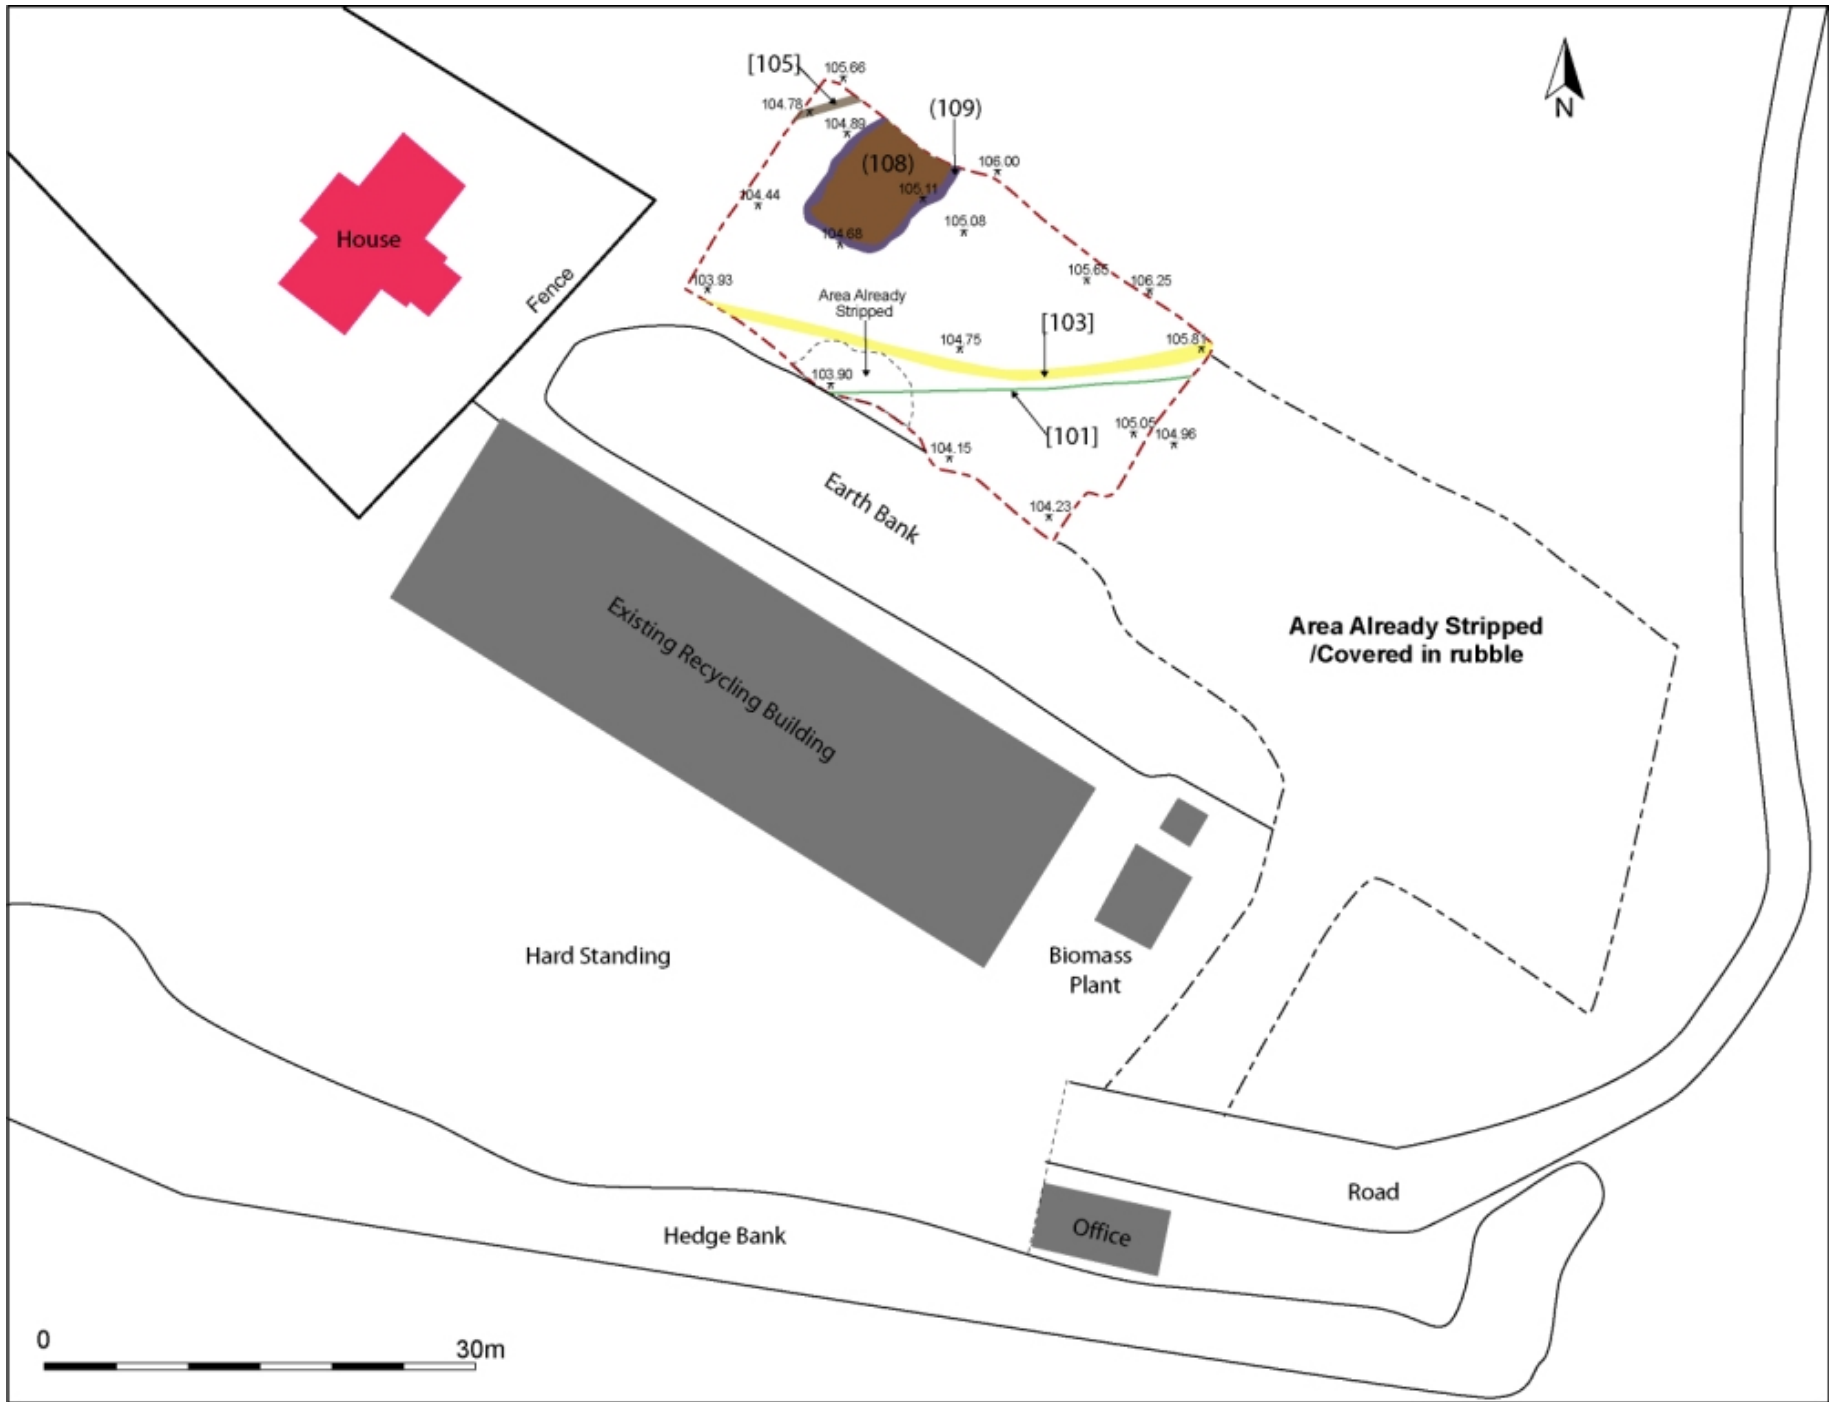 [105]
105.66
104.78
(109)
104.89
(108)
106.00
105.11
104.44
105.08
104.68
House
105.65
106.25
Fence
103.93
Area Already
Stripped
[103]
104.75
105.81
103.90
[101]
105.05
104.96
104.15
Earth Bank
104.23
N
Existing Recycling Building
Area Already Stripped
/Covered in rubble
Hard Standing
Biomass
Plant
Road
Office
Hedge Bank
0
30m